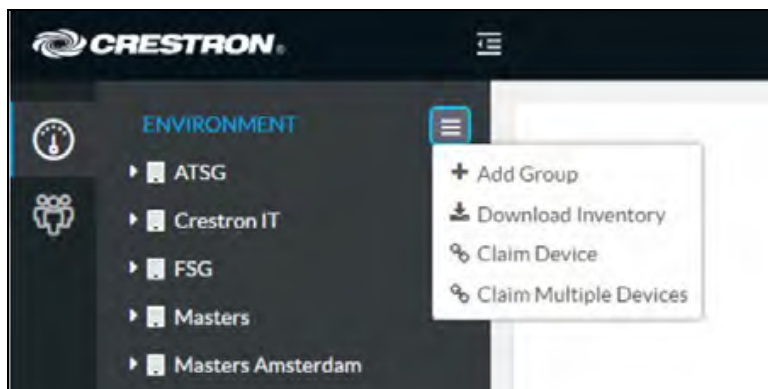 CRESTRON.
ENVIRONMENT
ATSG
Crestron IT
FSG
Masters
Masters Amsterdam
Add Group
Download Inventory
Claim Device
Claim Multiple Devices